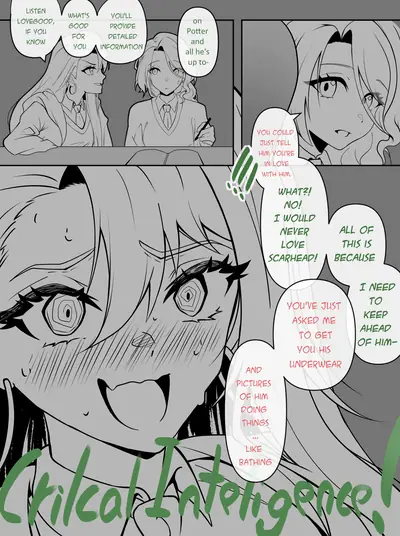 LISTEN
LOVEGOOD,
IF YOU
KNOW
WHAT'S
GOOD
FOR YOU
YOU'LL
PROVIDE
DETAILED
INFORMATION
on
Potter
and
all he's
up to-
YOU COULD
JUST TELL
HIM YOU'RE
IN LOVE
WITH HIM
!!!
WHAT?!
NO!
I WOULD
NEVER
LOVE
SCARHEAD!
ALL OF
THIS IS
BECAUSE
I NEED
TO
KEEP
AHEAD
OF HIM-
YOU'VE JUST
ASKED ME
TO GET
YOU HIS
UNDERWEAR
AND
PICTURES
OF HIM
DOING
THINGS
...
LIKE
BATHING
Crilcal Inteligence!